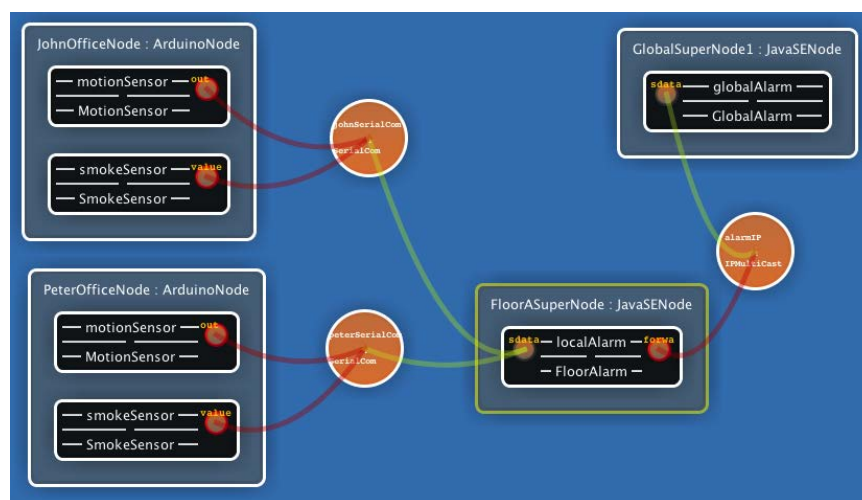 JohnOfficeNode : ArduinoNode
motionSensor out
MotionSensor
smokeSensor value
SmokeSensor
johnSerialCom
:
SerialCom
GlobalSuperNode1 : JavaSENode
sdata globalAlarm
GlobalAlarm
alarmIP
:
IPMultiCast
PeterOfficeNode : ArduinoNode
motionSensor out
MotionSensor
smokeSensor value
SmokeSensor
peterSerialCom
:
SerialCom
FloorASuperNode : JavaSENode
sdata localAlarm forwa
FloorAlarm